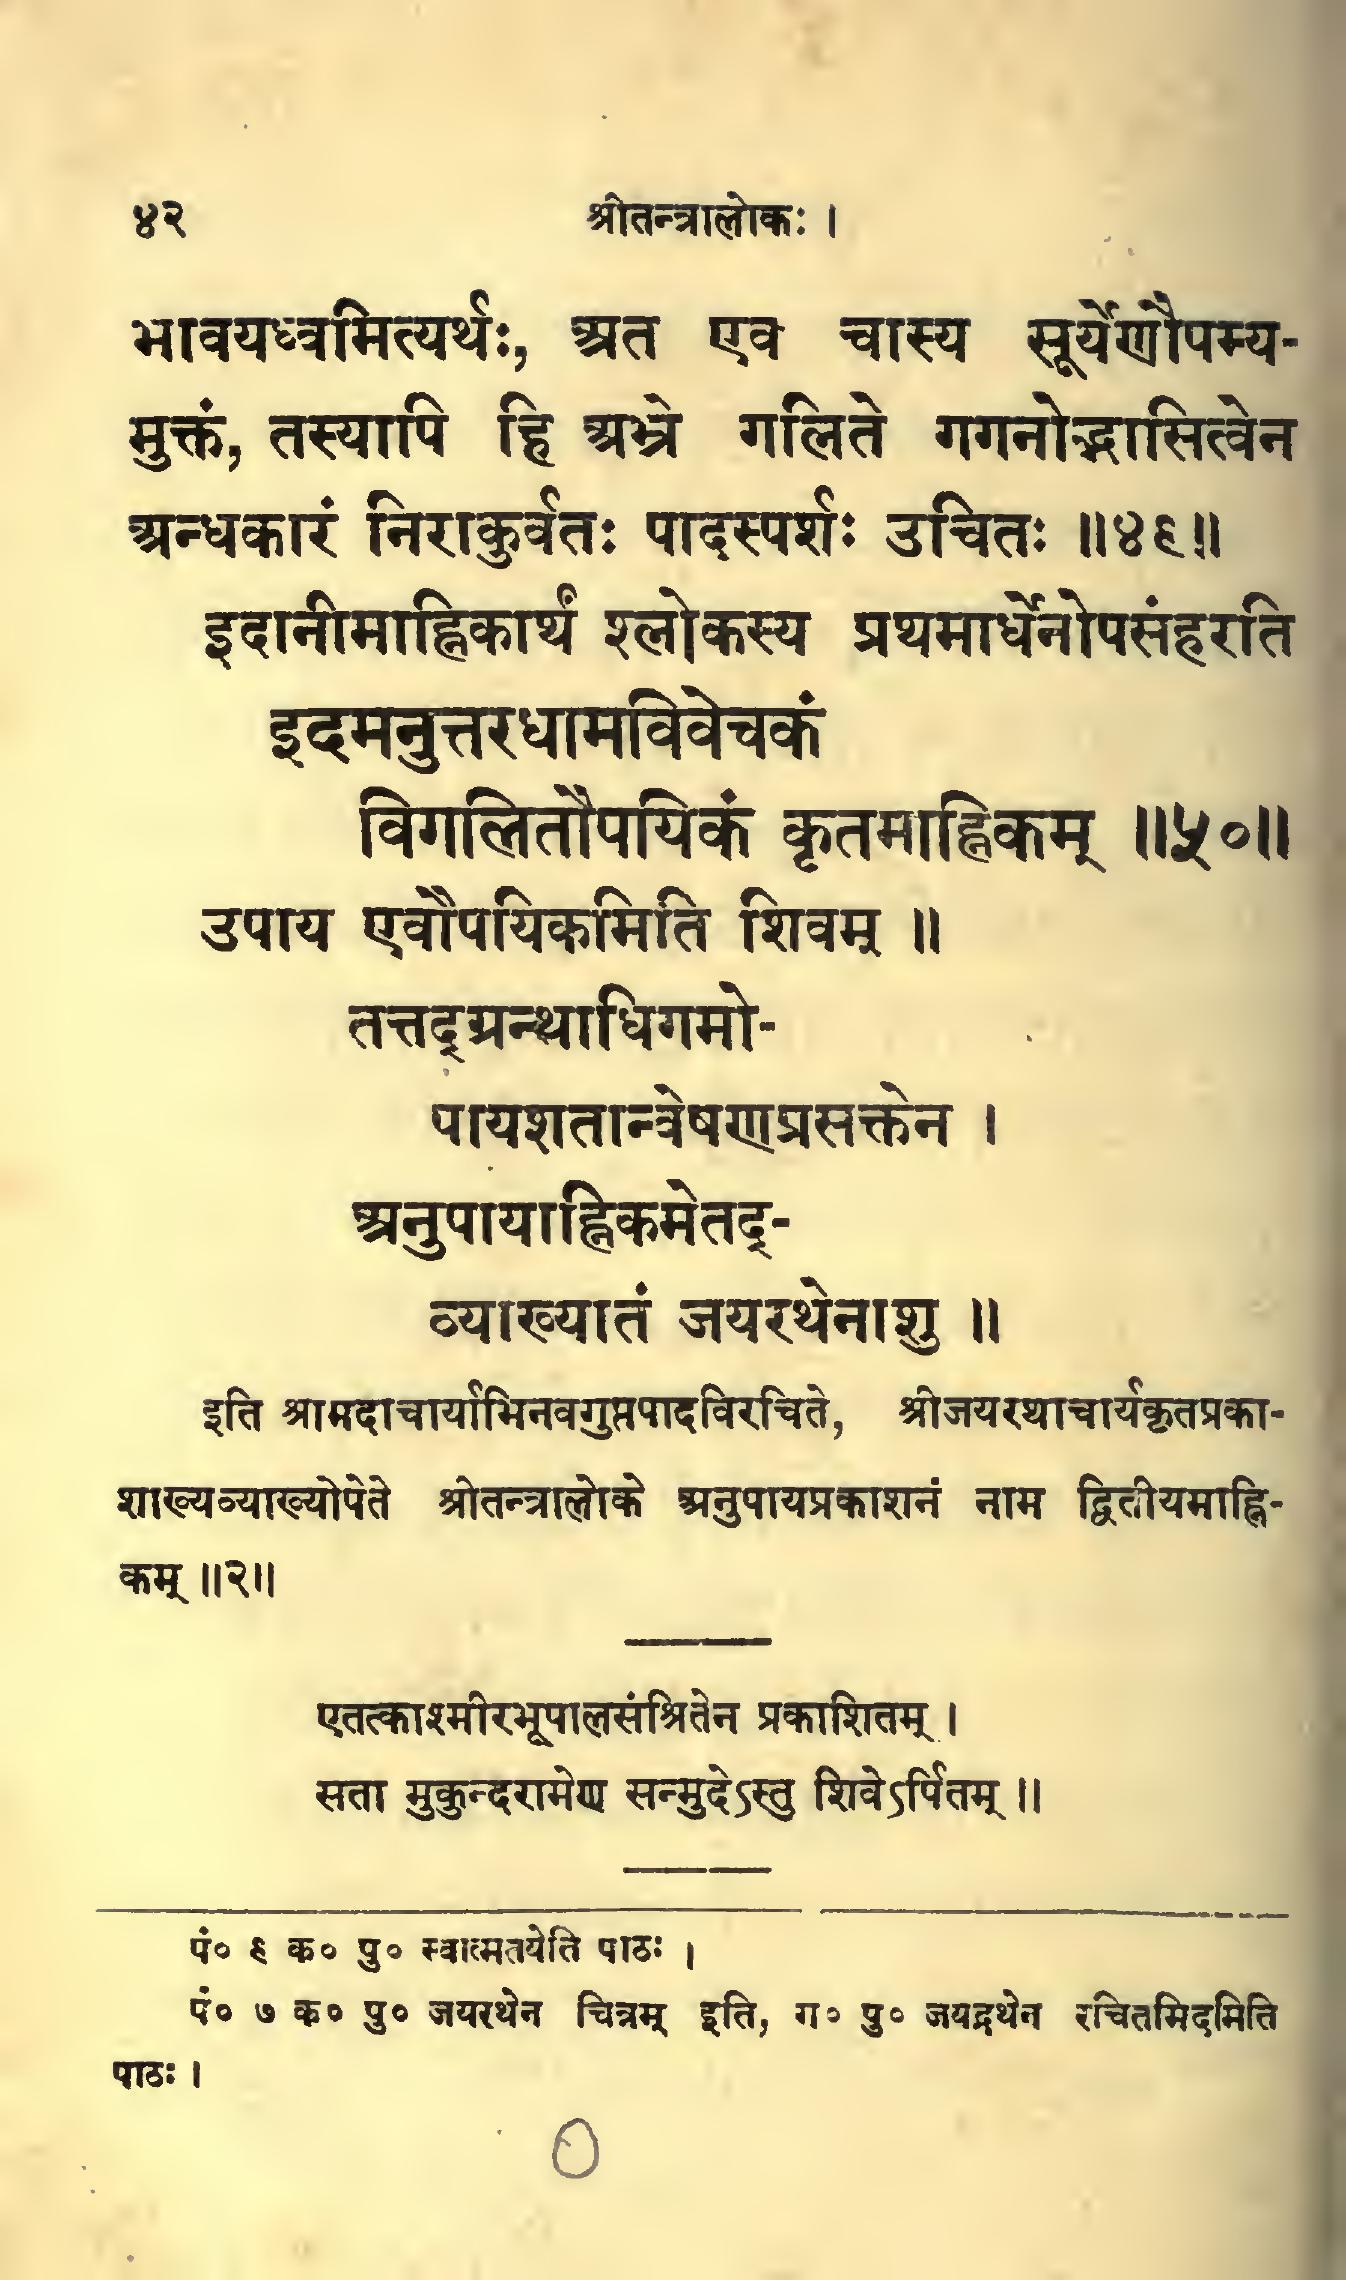 ४२ श्रीतन्त्रालोकः ।
भावयध्वमित्यर्थः, अत एव चास्य सूर्येणौपम्य-
मुक्तं, तस्यापि हि अभ्रे गलिते गगनोद्भासित्वेन
अन्धकारं निराकुर्वतः पादस्पर्शः उचितः ॥४९॥
इदानीमाह्निकार्थं श्लोकस्य प्रथमार्धेनोपसंहरति
इदमनुत्तरधामविवेचकं
विगलितौपयिकं कृतमाह्निकम् ॥५०॥
उपाय एवौपयिकमिति शिवम् ॥
तत्तद्ग्रन्थाधिगमो-
पायशतान्वेषणप्रसक्तेन ।
अनुपायाह्निकमेतद्-
व्याख्यातं जयरथेनाशु ॥
इति श्रामदाचार्याभिनवगुप्तपादविरचिते, श्रीजयरथाचार्यकृतप्रका-
शाख्यव्याख्योपेते श्रीतन्त्रालोके अनुपायप्रकाशनं नाम द्वितीयमाह्नि-
कम् ॥२॥
एतत्काश्मीरभूपालसंश्रितेन प्रकाशितम् ।
सता मुकुन्दरामेण सन्मुदेऽस्तु शिवेऽर्पितम् ॥
पं० १ क० पु० स्वात्मतयेति पाठः ।
पं० ७ क० पु० जयरथेन चित्रम् इति, ग० पु० जयद्रथेन रचितमिदमिति
पाठः ।